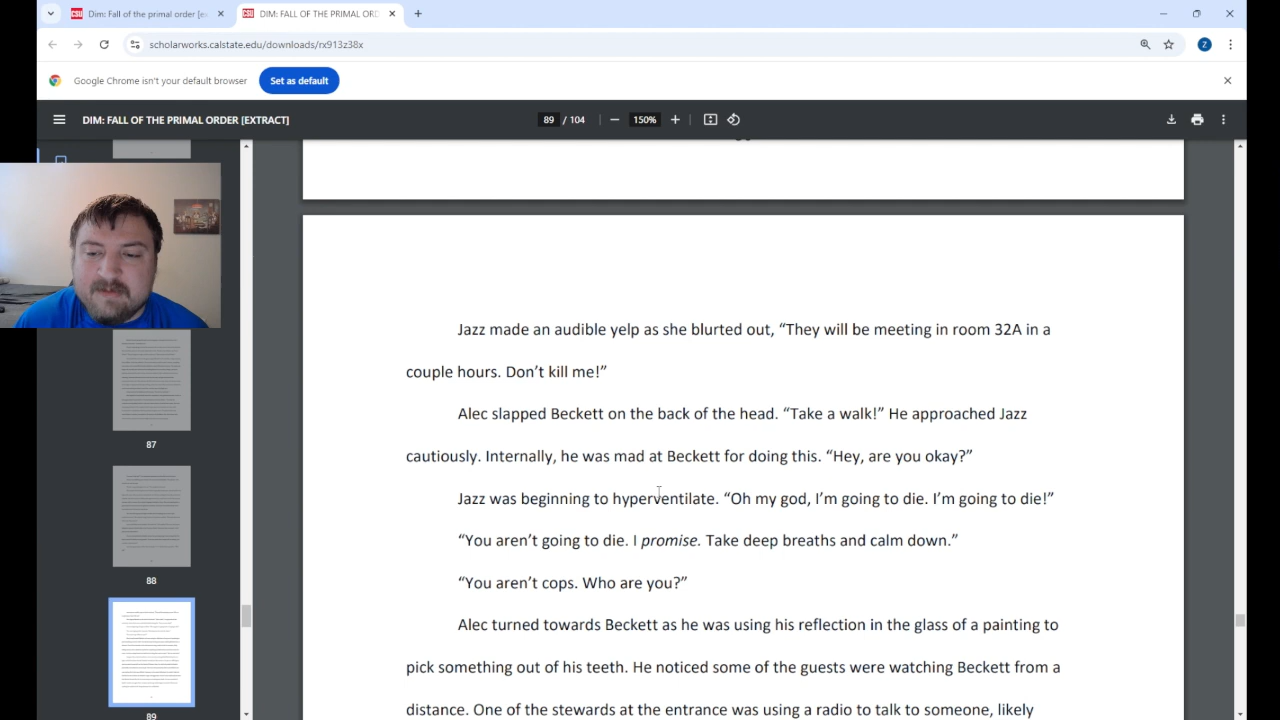 Dim: Fall of the primal order [ex
DIM: FALL OF THE PRIMAL ORD
scholarworks.calstate.edu/downloads/rx913z38x
Z
Google Chrome isn't your default browser
Set as default
DIM: FALL OF THE PRIMAL ORDER [EXTRACT]
89 / 104
150%
87
88
89
Jazz made an audible yelp as she blurted out, “They will be meeting in room 32A in a
couple hours. Don’t kill me!”
Alec slapped Beckett on the back of the head. “Take a walk!” He approached Jazz
cautiously. Internally, he was mad at Beckett for doing this. “Hey, are you okay?”
Jazz was beginning to hyperventilate. “Oh my god, I’m going to die. I’m going to die!”
“You aren’t going to die. I promise. Take deep breaths and calm down.”
“You aren’t cops. Who are you?”
Alec turned towards Beckett as he was using his reflection in the glass of a painting to
pick something out of his teeth. He noticed some of the guests were watching Beckett from a
distance. One of the stewards at the entrance was using a radio to talk to someone, likely